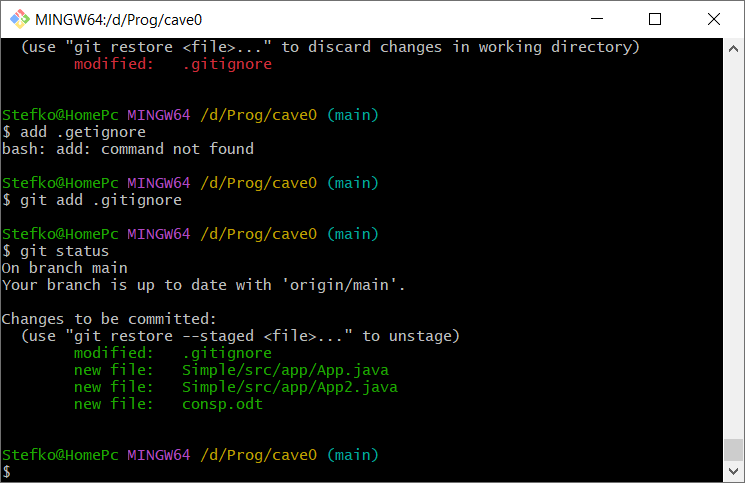 MINGW64:/d/Prog/cave0
(use "git restore <file>..." to discard changes in working directory)
modified:   .gitignore
Stefko@HomePc MINGW64 /d/Prog/cave0 (main)
$ add .getignore
bash: add: command not found
Stefko@HomePc MINGW64 /d/Prog/cave0 (main)
$ git add .gitignore
Stefko@HomePc MINGW64 /d/Prog/cave0 (main)
$ git status
On branch main
Your branch is up to date with 'origin/main'.
Changes to be committed:
(use "git restore --staged <file>..." to unstage)
modified:   .gitignore
new file:   Simple/src/app/App.java
new file:   Simple/src/app/App2.java
new file:   consp.odt
Stefko@HomePc MINGW64 /d/Prog/cave0 (main)
$